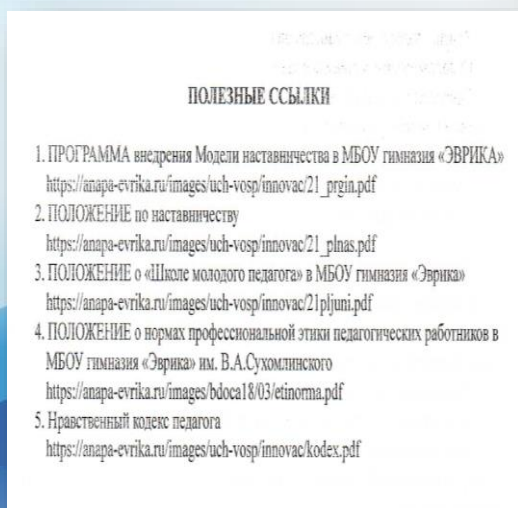 ПОЛЕЗНЫЕ ССЫЛКИ
1. ПРОГРАММА внедрения Модели наставничества в МБОУ гимназия «ЭВРИКА»
https://anapa-evrika.ru/images/uch-vosp/innovac/21_prgin.pdf
2. ПОЛОЖЕНИЕ по наставничеству
https://anapa-evrika.ru/images/uch-vosp/innovac/21_plnas.pdf
3. ПОЛОЖЕНИЕ о «Школе молодого педагога» в МБОУ гимназия «Эврика»
https://anapa-evrika.ru/images/uch-vosp/innovac/21pljuni.pdf
4. ПОЛОЖЕНИЕ о нормах профессиональной этики педагогических работников в
МБОУ гимназия «Эврика» им. В.А.Сухомлинского
https://anapa-evrika.ru/images/bdoca18/03/etinorma.pdf
5. Нравственный кодекс педагога
https://anapa-evrika.ru/images/uch-vosp/innovac/kodex.pdf